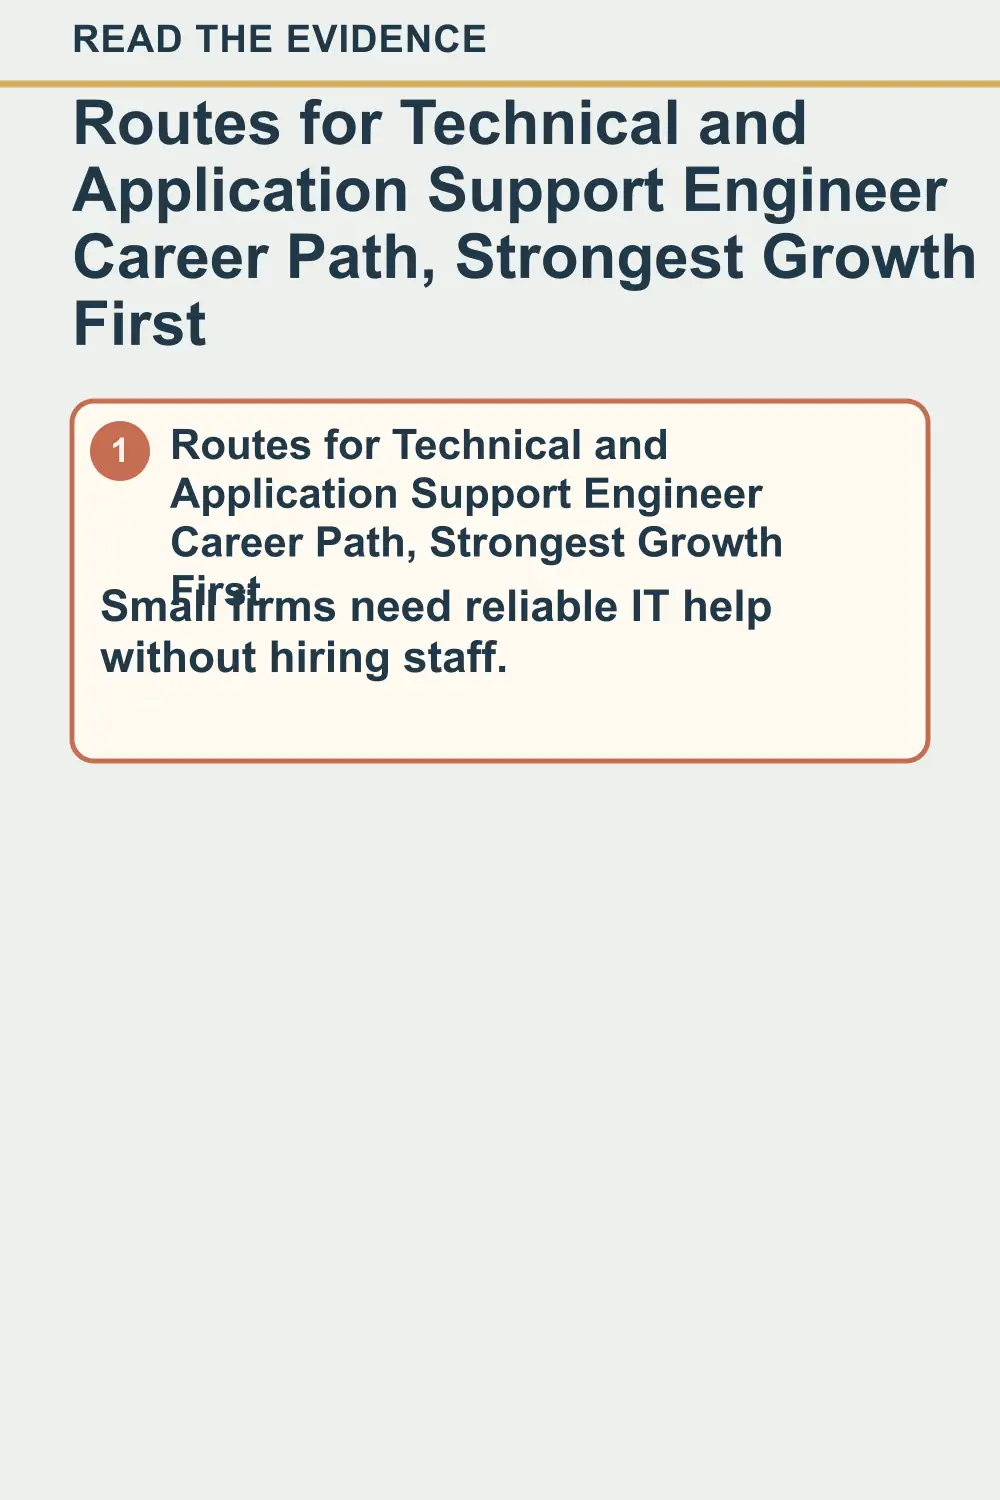 READ THE EVIDENCE
Routes for Technical and
Application Support Engineer
Career Path, Strongest Growth
First
1
Routes for Technical and
Application Support Engineer
Career Path, Strongest Growth
First
Small firms need reliable IT help
without hiring staff.